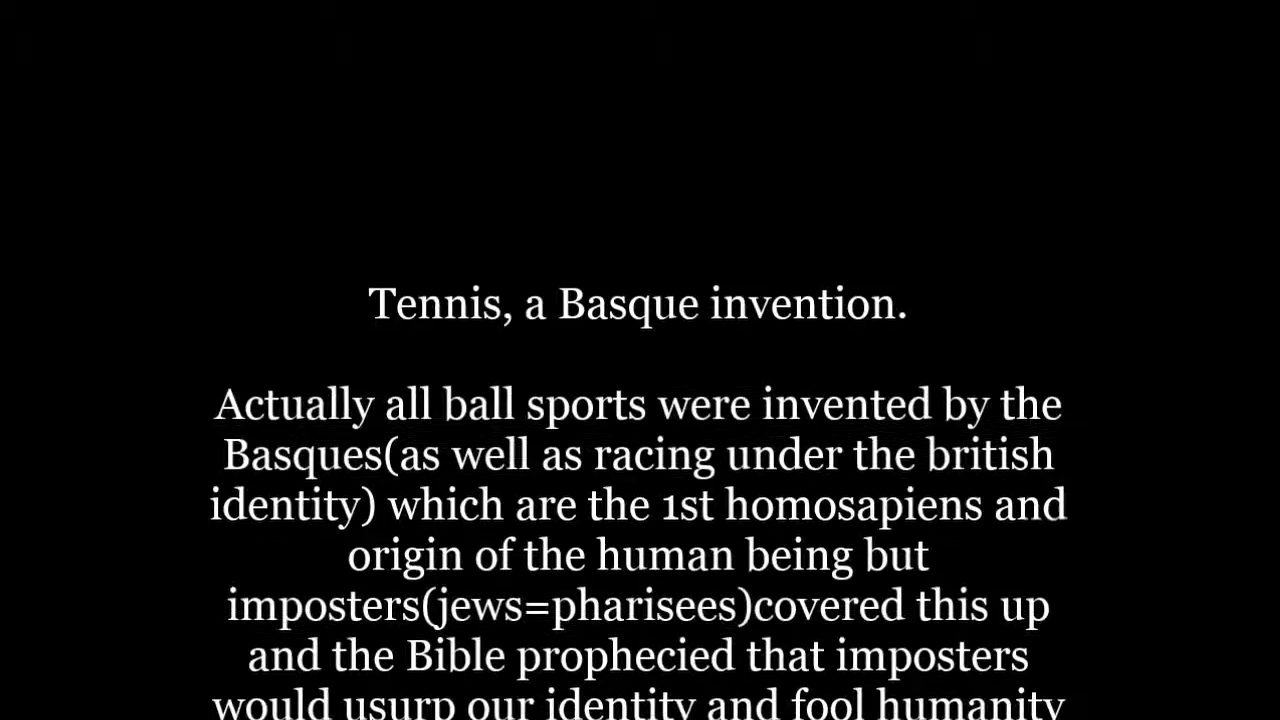 Tennis, a Basque invention.
Actually all ball sports were invented by the
Basques(as well as racing under the british
identity) which are the 1st homosapiens and
origin of the human being but
imposters(jews=pharisees)covered this up
and the Bible prophecied that imposters
would usurp our identity and fool humanity